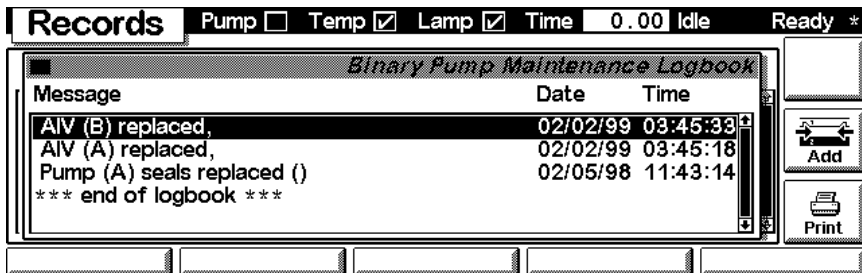 Records Pump Temp Lamp Time 0.00 Idle Ready *
Binary Pump Maintenance Logbook
Message Date Time
AIV (B) replaced, 02/02/99 03:45:33
AIV (A) replaced, 02/02/99 03:45:18
Pump (A) seals replaced () 02/05/98 11:43:14
*** end of logbook ***
Add
Print